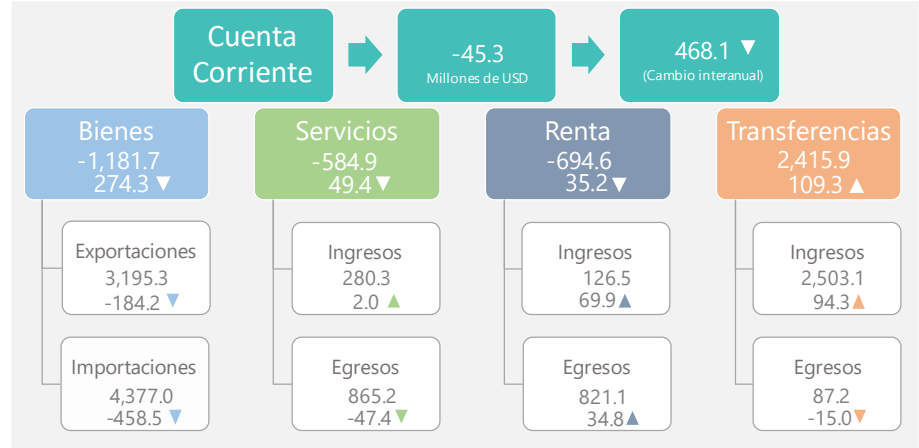 Cuenta
Corriente
-45.3
Millones de USD
468.1 ▼
(Cambio interanual)
Bienes
-1,181.7
274.3 ▼
Servicios
-584.9
49.4 ▼
Renta
-694.6
35.2 ▼
Transferencias
2,415.9
109.3 ▲
Exportaciones
3,195.3
-184.2 ▼
Ingresos
280.3
2.0 ▲
Ingresos
126.5
69.9 ▲
Ingresos
2,503.1
94.3 ▲
Importaciones
4,377.0
-458.5 ▼
Egresos
865.2
-47.4 ▼
Egresos
821.1
34.8 ▲
Egresos
87.2
-15.0 ▼